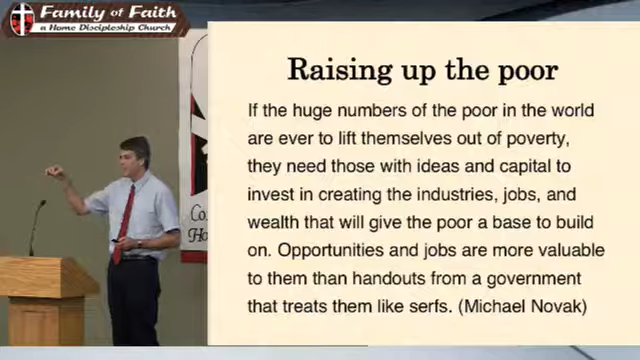 Family of Faith
a Home Discipleship Church
Raising up the poor
If the huge numbers of the poor in the world
are ever to lift themselves out of poverty,
they need those with ideas and capital to
invest in creating the industries, jobs, and
wealth that will give the poor a base to build
on. Opportunities and jobs are more valuable
to them than handouts from a government
that treats them like serfs. (Michael Novak)
Co
Ho